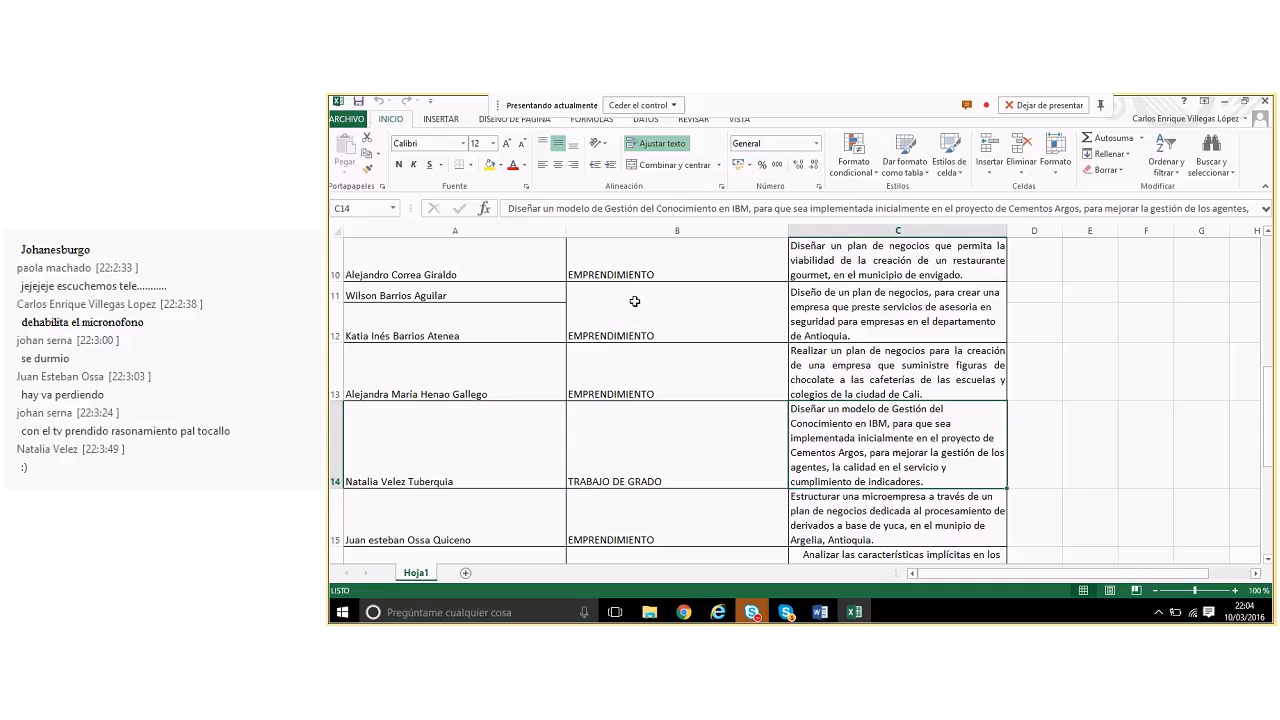 Johanesburgo
paola machado [22:2:33 ]
jejejeje escuchemos tele...........
Carlos Enrique Villegas Lopez [22:2:38 ]
dehabilita el micronofono
johan serna [22:3:00 ]
se durmio
Juan Esteban Ossa [22:3:03 ]
hay va perdiendo
johan serna [22:3:24 ]
con el tv prendido rasonamiento pal tocallo
Natalia Velez [22:3:49 ]
:)
Presentando actualmente Ceder el control Dejar de presentar
ARCHIVO INICIO INSERTAR DISEÑO DE PÁGINA FÓRMULAS DATOS REVISAR VISTA Carlos Enrique Villegas López
Pegar
Calibri 12
N K S
Ajustar texto
Combinar y centrar
General
% 000
Formato condicional
Dar formato como tabla
Estilos de celda
Insertar Eliminar Formato
Autosuma
Rellenar
Borrar
Ordenar y filtrar
Buscar y seleccionar
Portapapeles Fuente Alineación Número Estilos Celdas Modificar
C14 fx Diseñar un modelo de Gestión del Conocimiento en IBM, para que sea implementada inicialmente en el proyecto de Cementos Argos, para mejorar la gestión de los agentes,
A B C D E F G H
10 Alejandro Correa Giraldo EMPRENDIMIENTO
Diseñar un plan de negocios que permita la
viabilidad de la creación de un restaurante
gourmet, en el municipio de envigado.
11 Wilson Barrios Aguilar
12 Katia Inés Barrios Atenea EMPRENDIMIENTO
Diseño de un plan de negocios, para crear una
empresa que preste servicios de asesoria en
seguridad para empresas en el departamento
de Antioquia.
13 Alejandra María Henao Gallego EMPRENDIMIENTO
Realizar un plan de negocios para la creación
de una empresa que suministre figuras de
chocolate a las cafeterías de las escuelas y
colegios de la ciudad de Cali.
14 Natalia Velez Tuberquia TRABAJO DE GRADO
Diseñar un modelo de Gestión del
Conocimiento en IBM, para que sea
implementada inicialmente en el proyecto de
Cementos Argos, para mejorar la gestión de los
agentes, la calidad en el servicio y
cumplimiento de indicadores.
15 Juan esteban Ossa Quiceno EMPRENDIMIENTO
Estructurar una microempresa a través de un
plan de negocios dedicada al procesamiento de
derivados a base de yuca, en el munipio de
Argelia, Antioquia.
Analizar las características implícitas en los
Hoja1
LISTO 100 %
Pregúntame cualquier cosa
22:04
10/03/2016